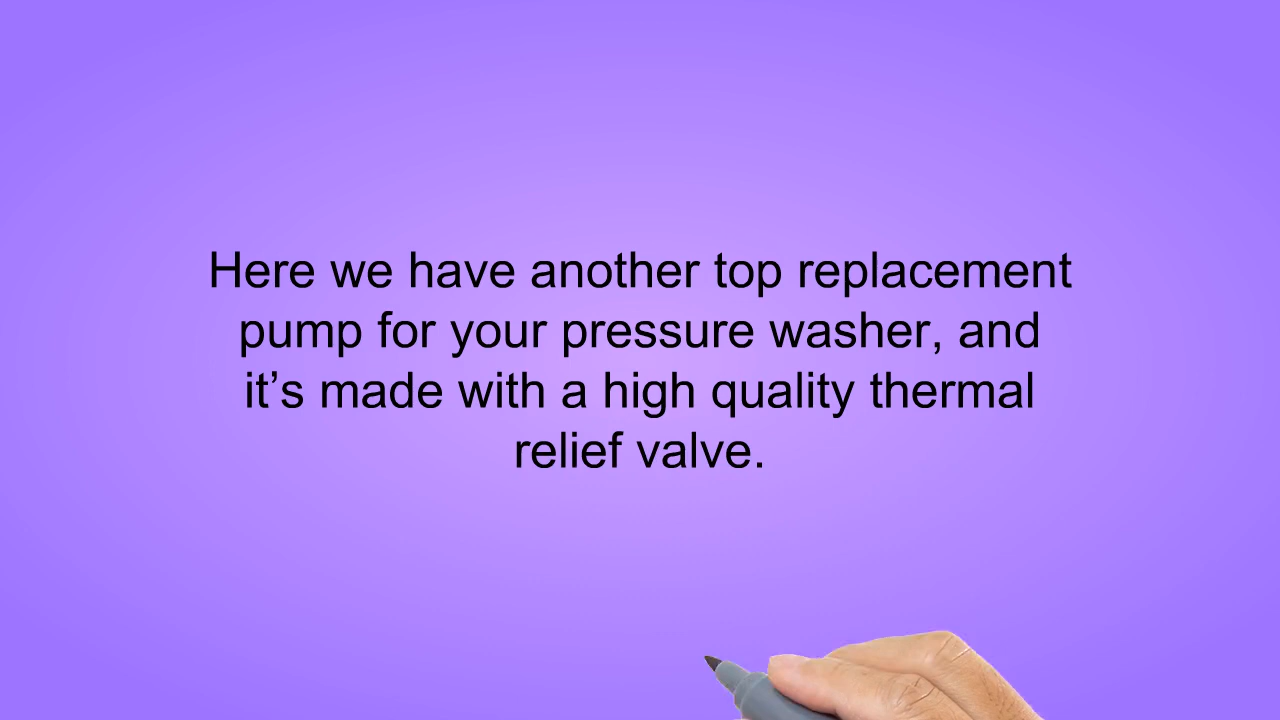 Here we have another top replacement
pump for your pressure washer, and
it’s made with a high quality thermal
relief valve.